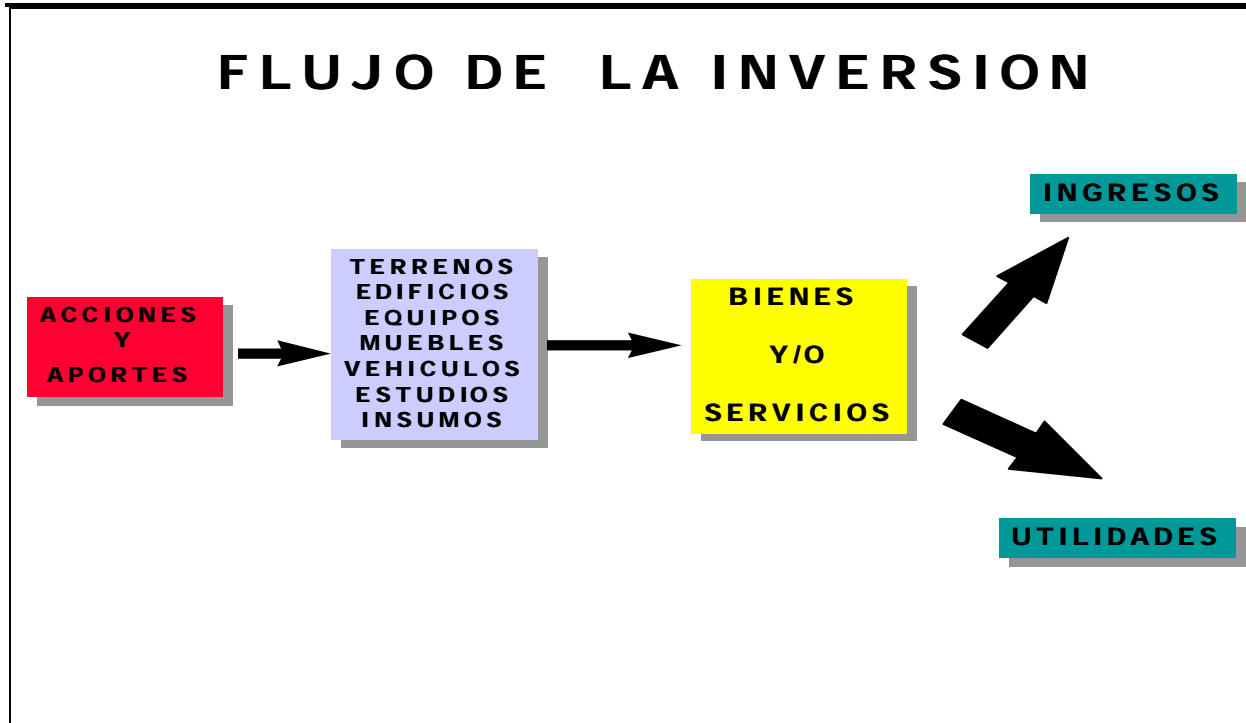 FLUJO DE LA INVERSION
ACCIONES
Y
APORTES
TERRENOS
EDIFICIOS
EQUIPOS
MUEBLES
VEHICULOS
ESTUDIOS
INSUMOS
BIENES
Y/O
SERVICIOS
INGRESOS
UTILIDADES